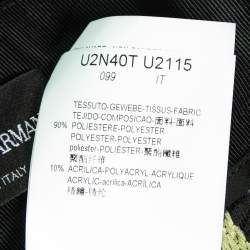 U2N40T U2115
099 IT
TESSUTO-GEWEBE-TISSUS-FABRIC
TEJIDO-COMPOSICAO-面料-面料
90% POLIESTERE-POLYESTER
POLYESTER-POLYESTER
poliéster-POLIÉSTER-聚酯纤维
聚酯纖維
10% ACRILICA-POLYACRYL-ACRYLIQUE
ACRYLIC-acrílica-ACRÍLICA
腈纶-腈纶
ARMAN
ITALY